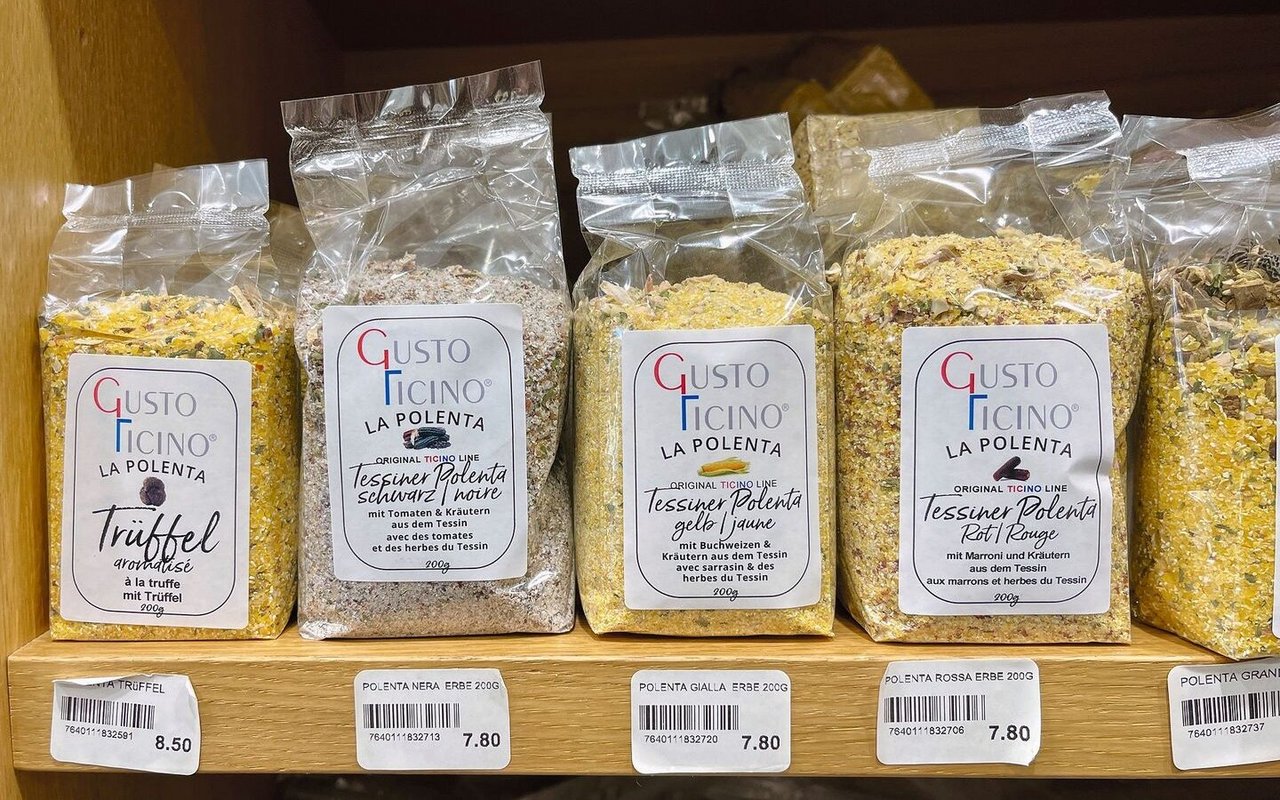 GUSTO
TICINO®
LA POLENTA
Trüffel
aromatisé
à la truffe
mit Trüffel
200g
GUSTO
TICINO®
LA POLENTA
ORIGINAL TICINO LINE
Tessiner Polenta
schwarz | noire
mit Tomaten & Kräutern
aus dem Tessin
avec des tomates
et des herbes du Tessin
200g
GUSTO
TICINO®
LA POLENTA
ORIGINAL TICINO LINE
Tessiner Polenta
gelb | jaune
mit Buchweizen &
Kräutern aus dem Tessin
avec sarrasin & des
herbes du Tessin
200g
GUSTO
TICINO®
LA POLENTA
ORIGINAL TICINO LINE
Tessiner Polenta
Rot | Rouge
mit Marroni und Kräutern
aus dem Tessin
aux marrons et herbes du Tessin
200g
TRüFFEL
7640111832591
8.50
POLENTA NERA ERBE 200G
7640111832713
7.80
POLENTA GIALLA ERBE 200G
7640111832720
7.80
POLENTA ROSSA ERBE 200G
7640111832706
7.80
POLENTA GRAN
7640111832737